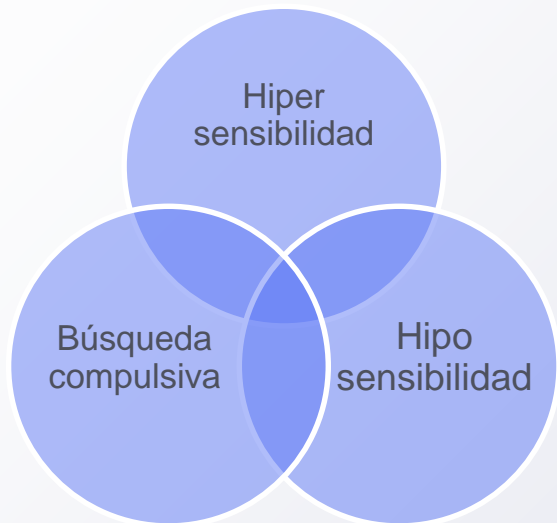 Hiper
sensibilidad
Búsqueda
compulsiva
Hipo
sensibilidad